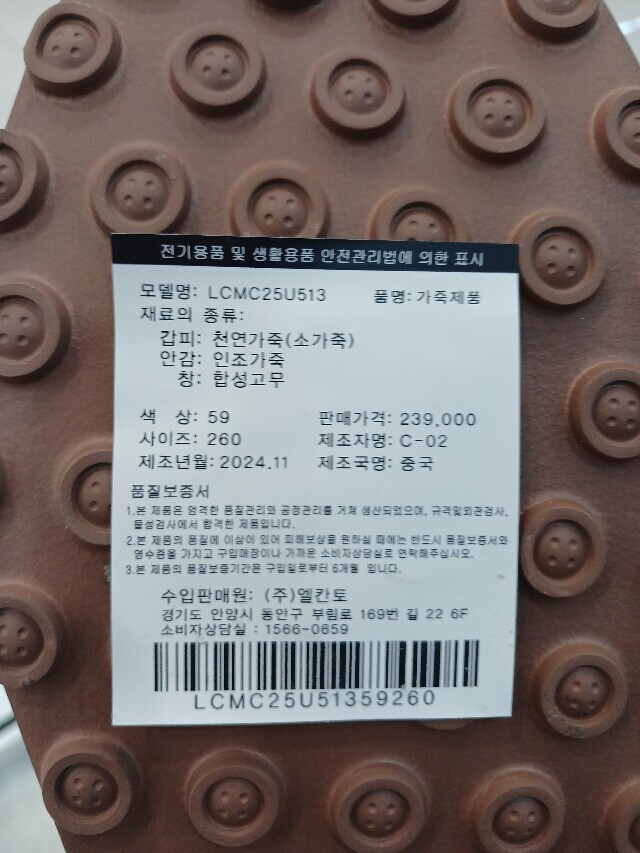 전기용품 및 생활용품 안전관리법에 의한 표시
모델명: LCMC25U513 품명: 가죽제품
재료의 종류:
갑피: 천연가죽(소가죽)
안감: 인조가죽
창: 합성고무
색 상: 59 판매가격: 239,000
사이즈: 260 제조자명: C-02
제조년월: 2024.11 제조국명: 중국
품질보증서
1.본 제품은 엄격한 품질관리와 공정관리를 거쳐 생산되었으며, 규격및외관검사,
물성검사에서 합격한 제품입니다.
2.본 제품의 품질에 이상이 있어 피해보상을 원하실 때에는 반드시 품질보증서와
영수증을 가지고 구입매장이나 가까운 소비자상담실로 연락해주십시오.
3.본 제품의 품질보증기간은 구입일로부터 6개월 입니다.
수입판매원: (주)엘칸토
경기도 안양시 동안구 부림로 169번 길 22 6F
소비자상담실 : 1566-0659
LCMC25U51359260